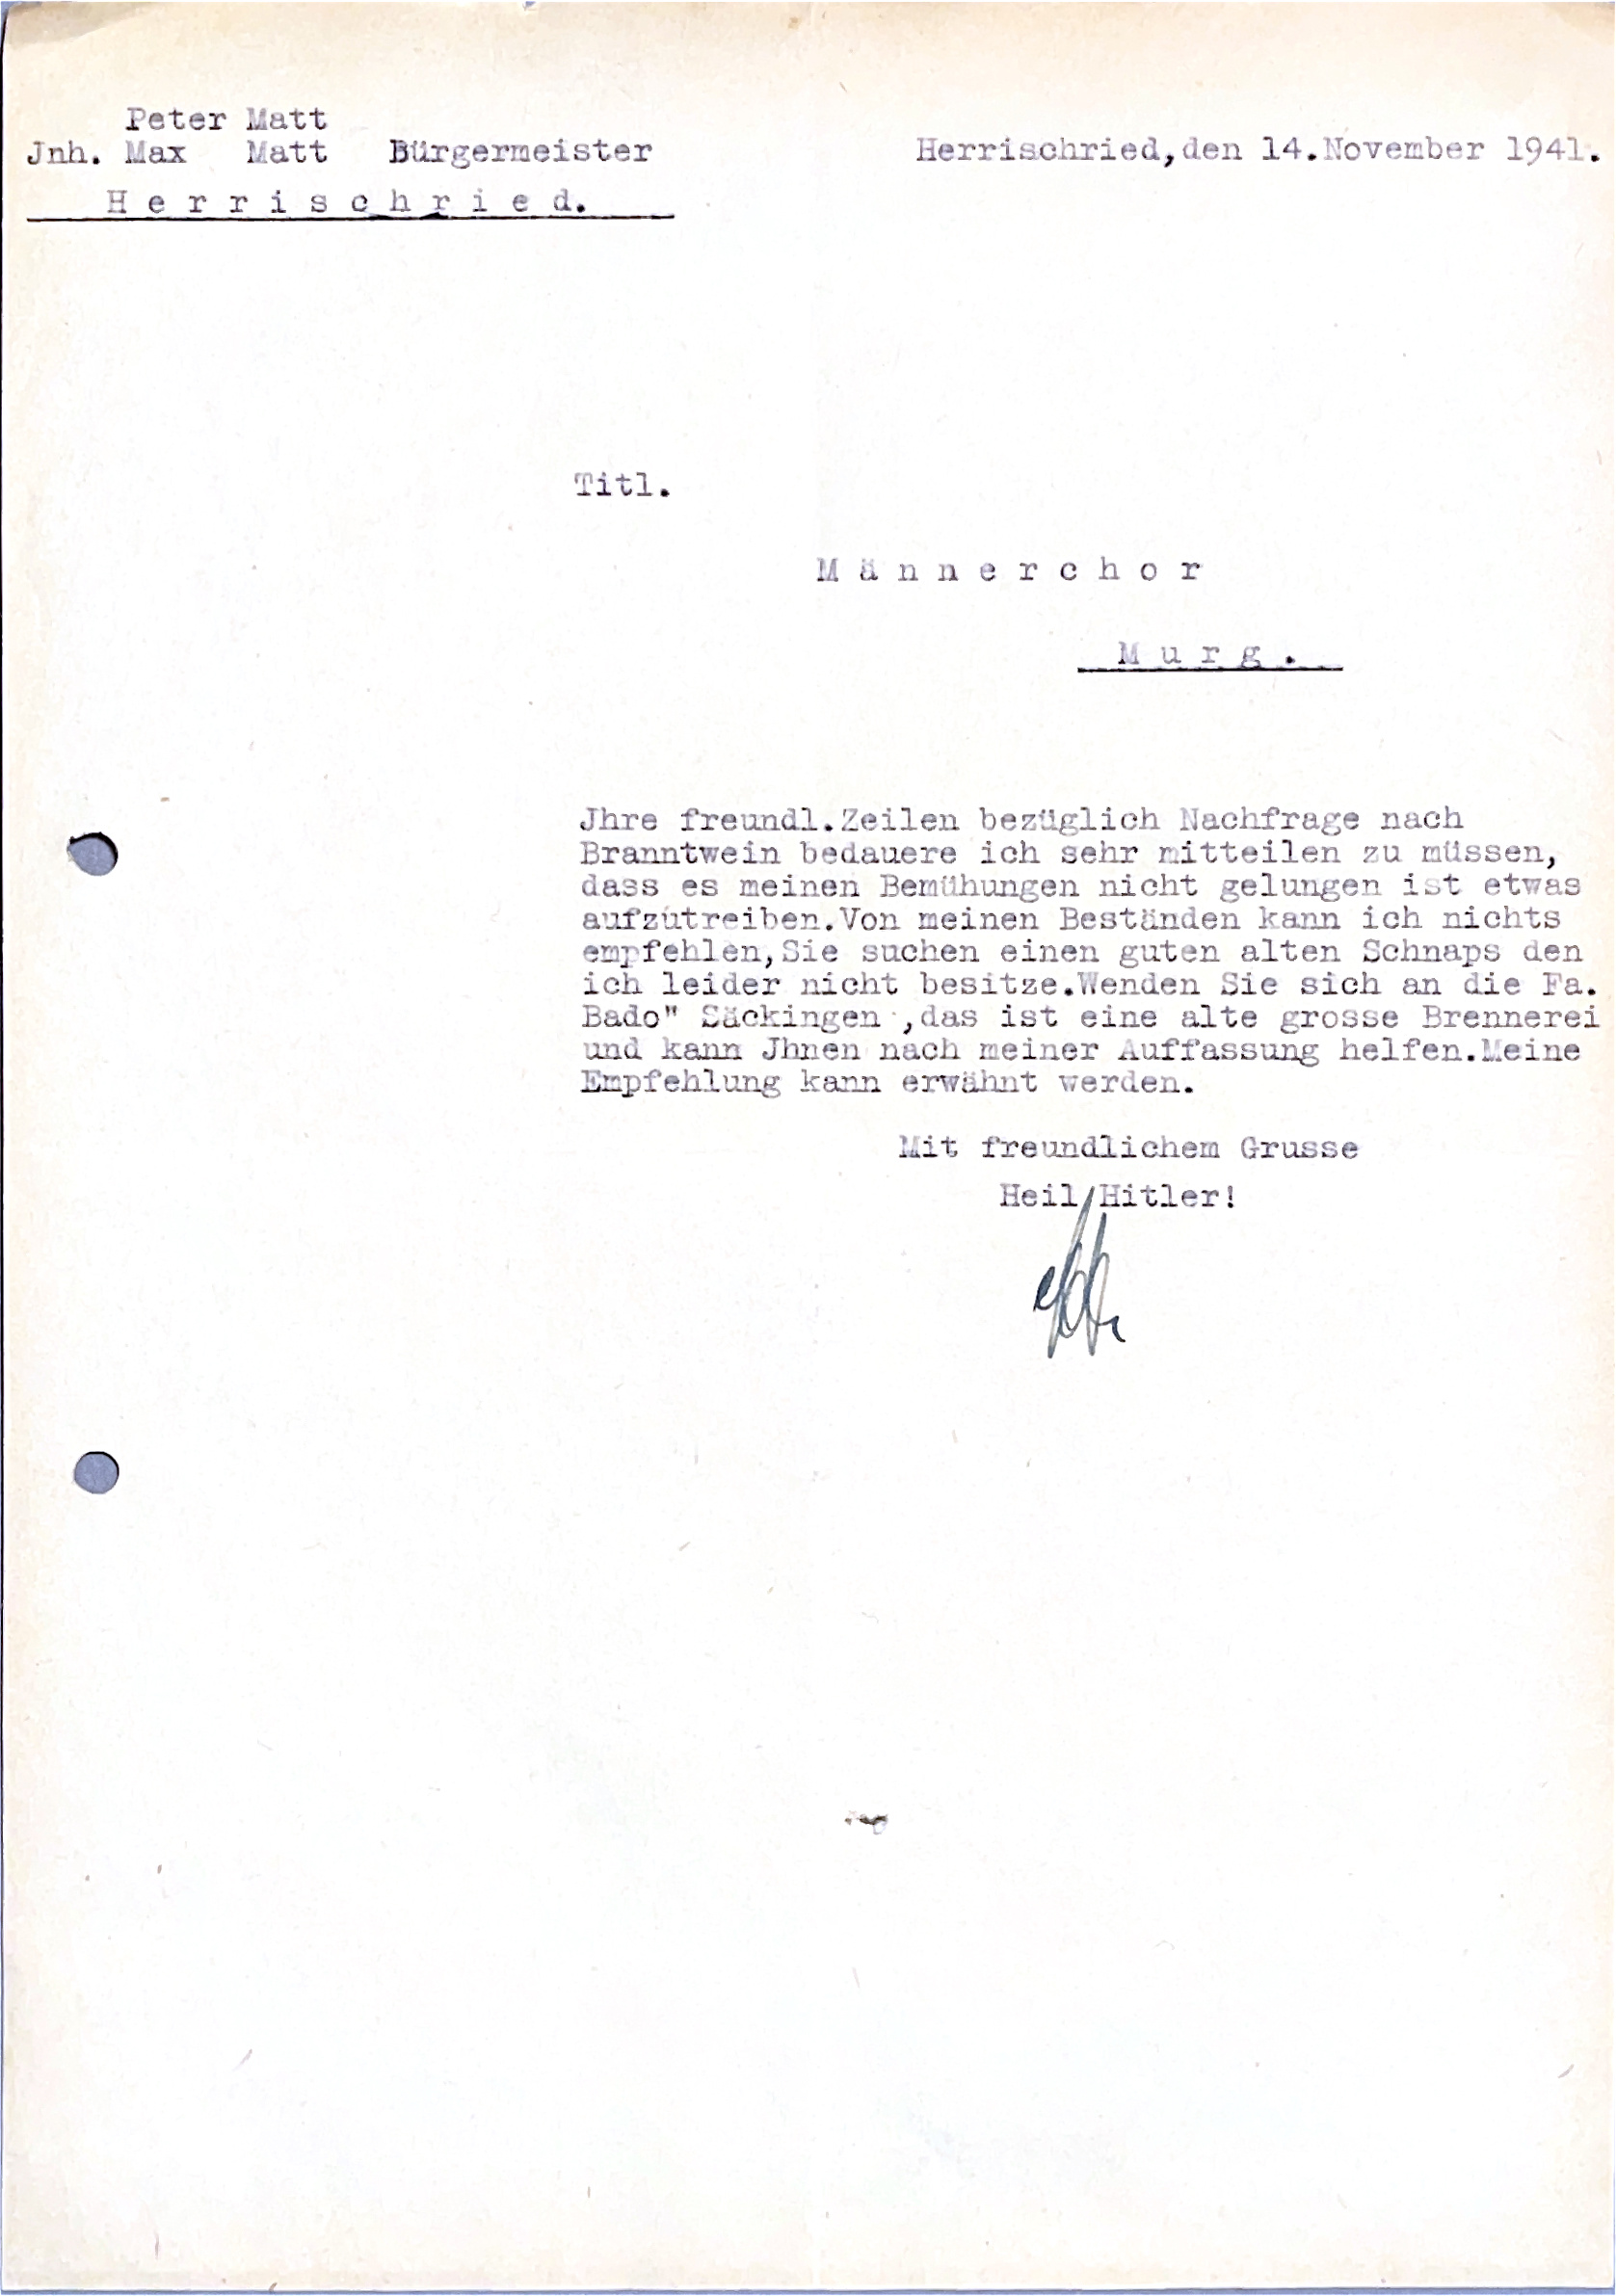 Peter Matt
Jnh. Max Matt Bürgermeister
Herrischried.
Herrischried,den 14.November 1941.
Titl.
Männerchor
Murg.
Jhre freundl.Zeilen bezüglich Nachfrage nach
Branntwein bedauere ich sehr mitteilen zu müssen,
dass es meinen Bemühungen nicht gelungen ist etwas
aufzutreiben.Von meinen Beständen kann ich nichts
empfehlen,Sie suchen einen guten alten Schnaps den
ich leider nicht besitze.Wenden Sie sich an die Fa.
Bado" Säckingen ,das ist eine alte grosse Brennerei
und kann Jhnen nach meiner Auffassung helfen.Meine
Empfehlung kann erwähnt werden.
Mit freundlichem Grusse
Heil Hitler!